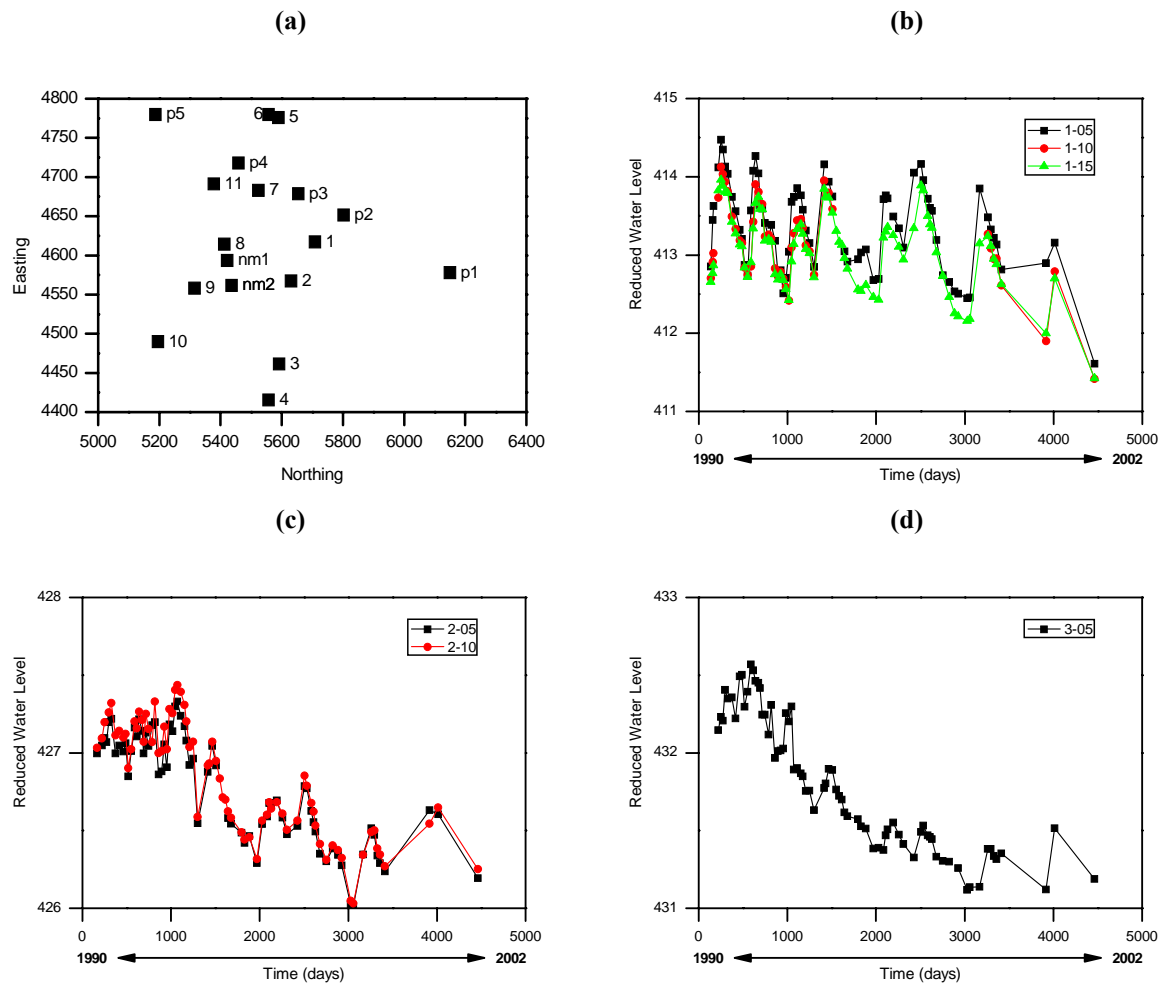 (a)
4800
4750
4700
4650
4600
4550
4500
4450
4400
Easting
p5
6
5
p4
11
7
p3
p2
8
1
nm1
p1
nm2
2
9
10
3
4
5000 5200 5400 5600 5800 6000 6200 6400
Northing
(b)
415
414
413
412
411
Reduced Water Level
1-05
1-10
1-15
0 1000 2000 3000 4000 5000
1990 2002
Time (days)
(c)
428
427
426
Reduced Water Level
2-05
2-10
0 1000 2000 3000 4000 5000
1990 2002
Time (days)
(d)
433
432
431
Reduced Water Level
3-05
0 1000 2000 3000 4000 5000
1990 2002
Time (days)